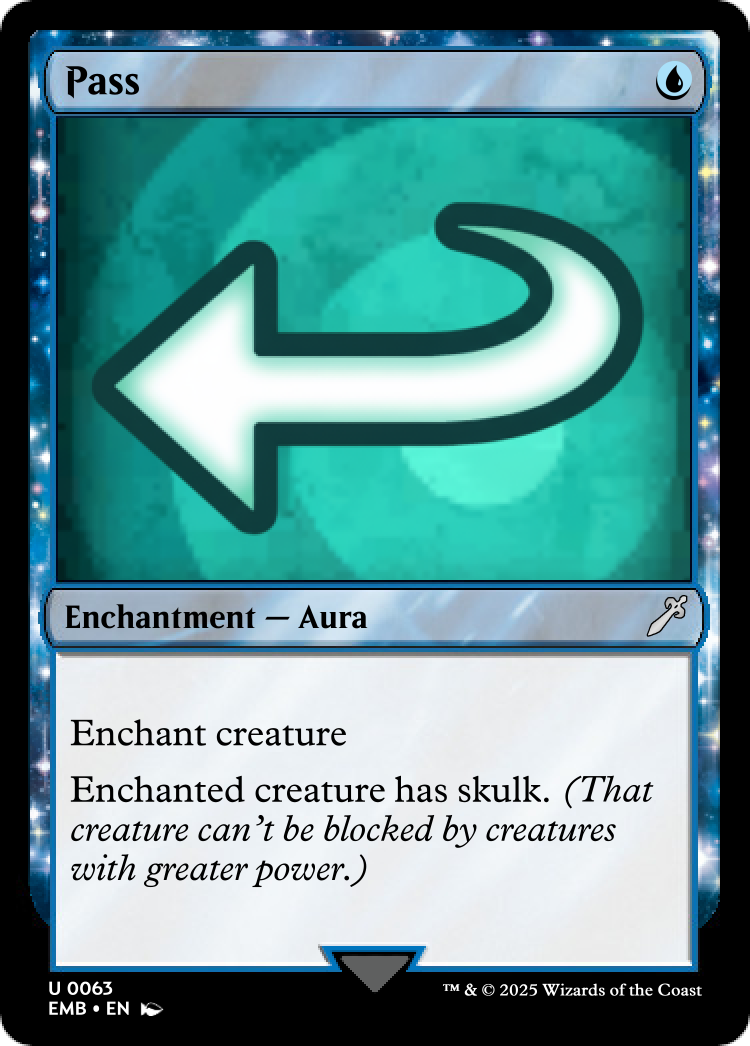 Pass
Enchantment — Aura
Enchant creature
Enchanted creature has skulk. (That
creature can't be blocked by creatures
with greater power.)
U 0063
EMB • EN
™ & © 2025 Wizards of the Coast